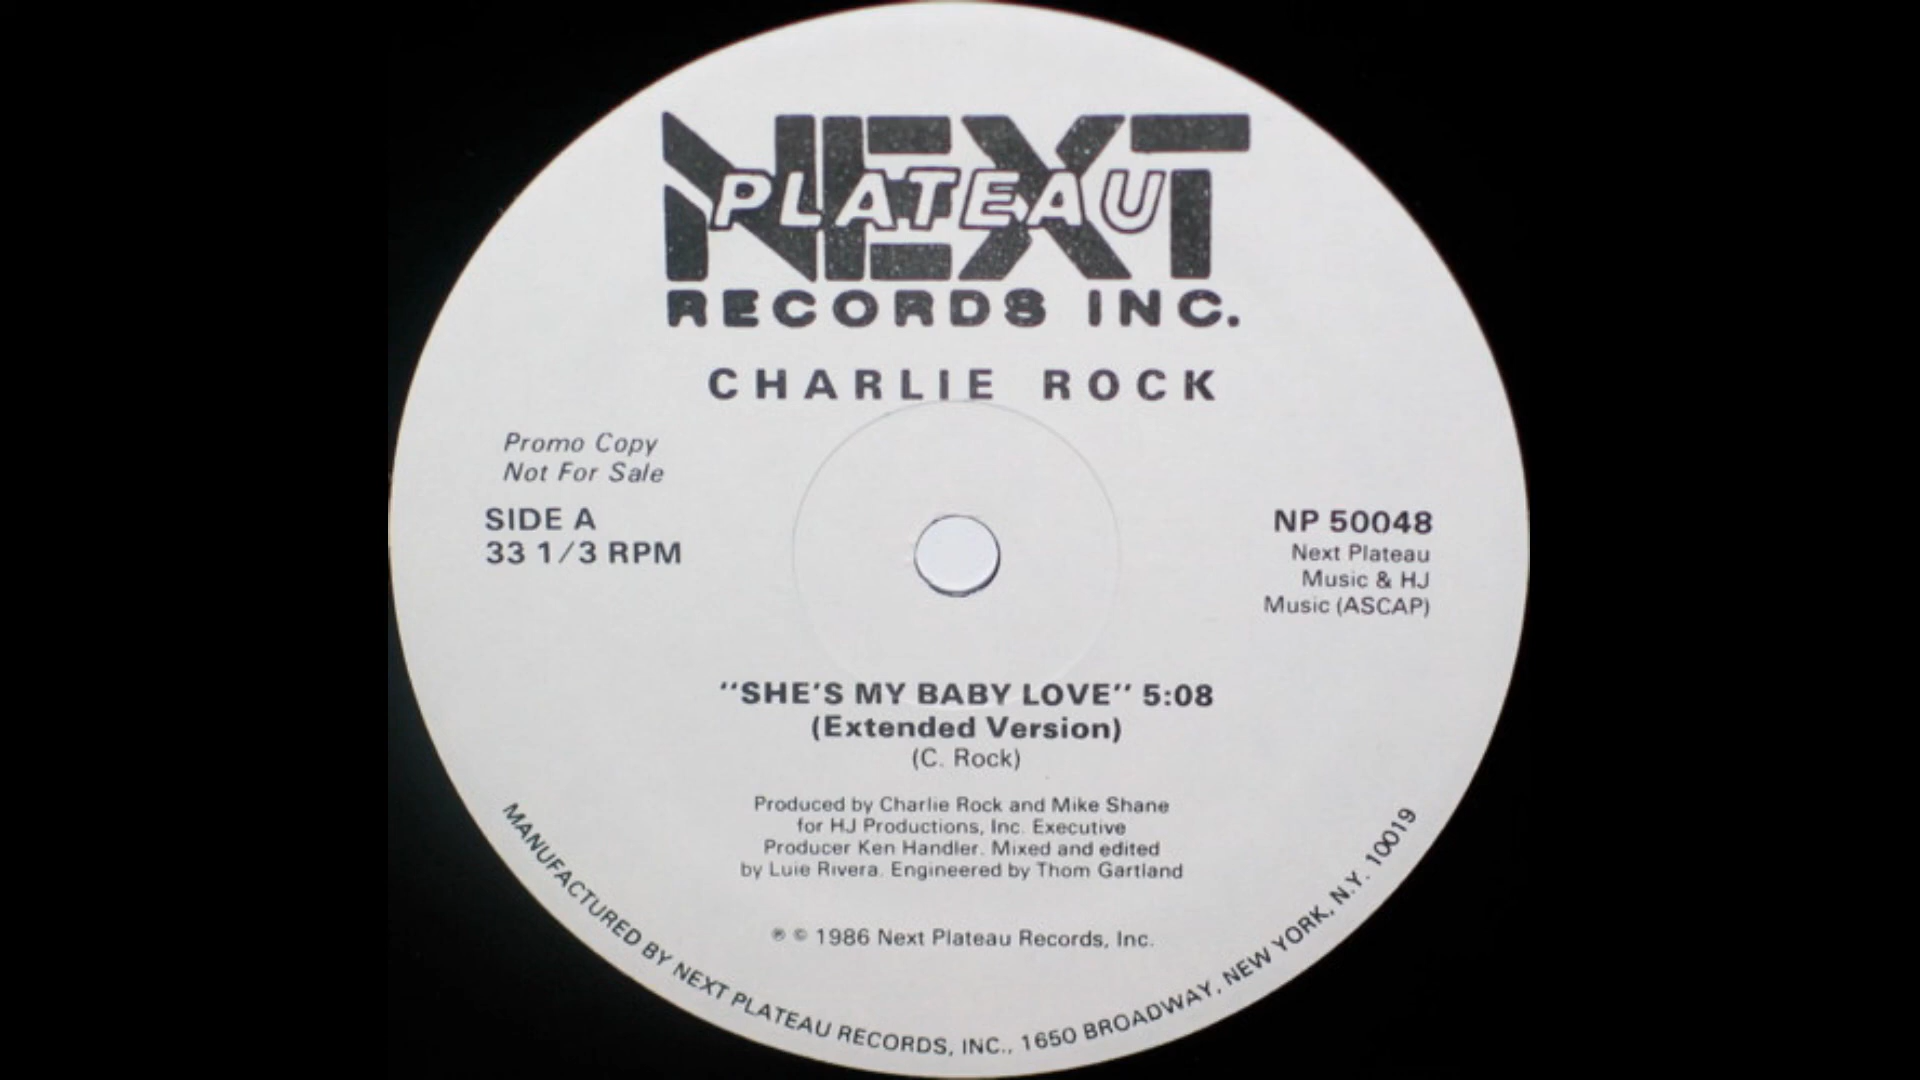 NEXT
PLATEAU
RECORDS INC.
CHARLIE ROCK
Promo Copy
Not For Sale
SIDE A
33 1/3 RPM
NP 50048
Next Plateau
Music & HJ
Music (ASCAP)
"SHE'S MY BABY LOVE" 5:08
(Extended Version)
(C. Rock)
Produced by Charlie Rock and Mike Shane
for HJ Productions, Inc. Executive
Producer Ken Handler. Mixed and edited
by Luie Rivera. Engineered by Thom Gartland
℗ © 1986 Next Plateau Records, Inc.
MANUFACTURED BY NEXT PLATEAU RECORDS, INC., 1650 BROADWAY, NEW YORK, N.Y. 10019